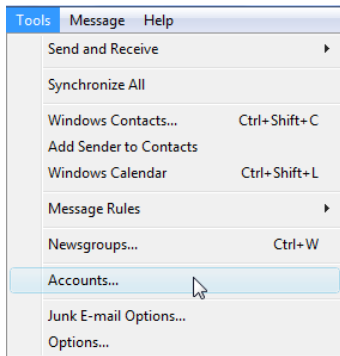 Tools Message Help
Send and Receive
Synchronize All
Windows Contacts... Ctrl+Shift+C
Add Sender to Contacts
Windows Calendar Ctrl+Shift+L
Message Rules
Newsgroups... Ctrl+W
Accounts...
Junk E-mail Options...
Options...